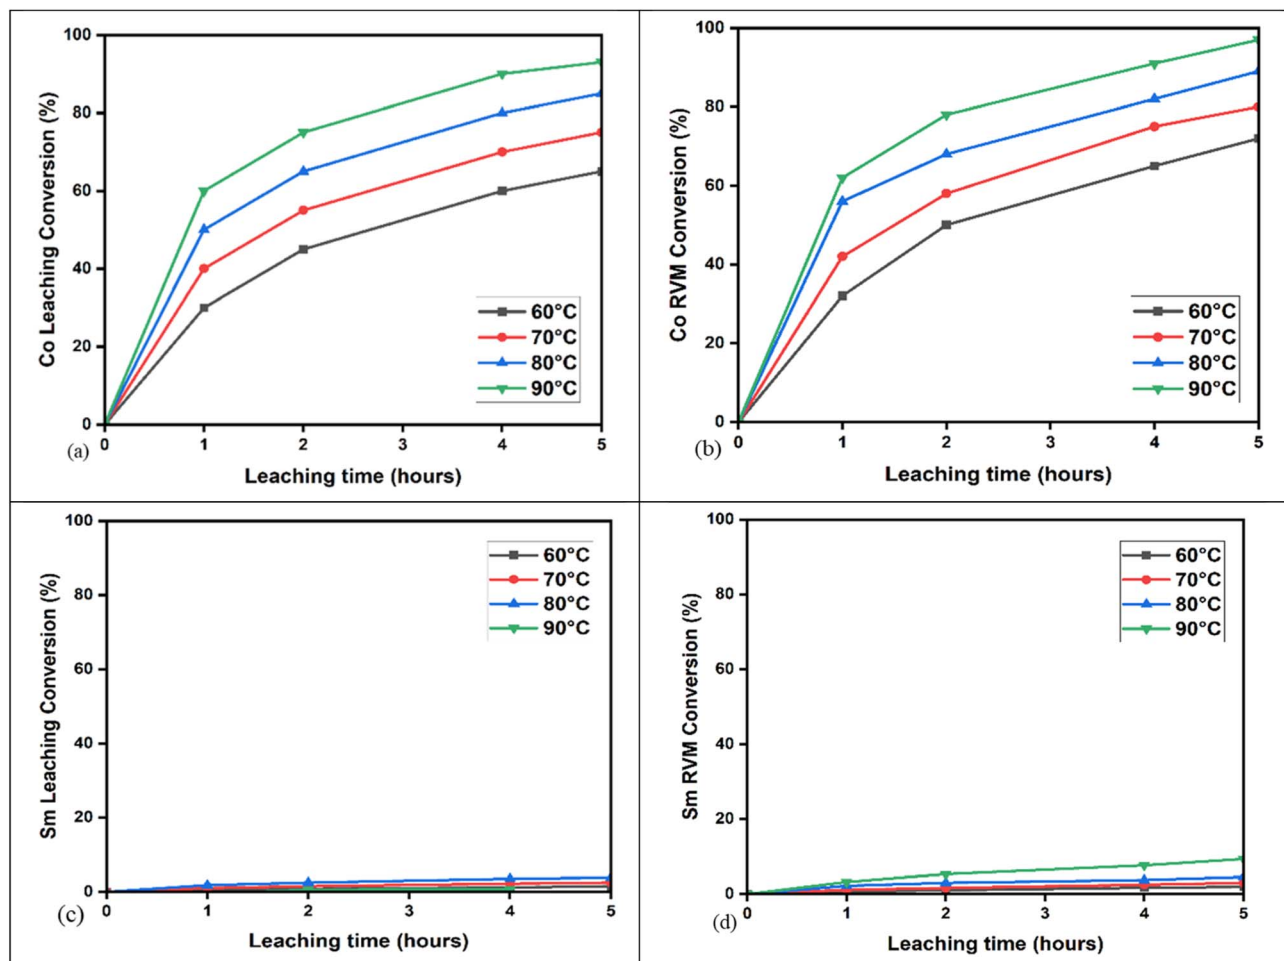 100
80
60
40
20
0
Co Leaching Conversion (%)
60°C
70°C
80°C
90°C
0 1 2 3 4 5
(a)
Leaching time (hours)
100
80
60
40
20
0
Co RVM Conversion (%)
60°C
70°C
80°C
90°C
0 1 2 3 4 5
(b)
Leaching time (hours)
100
80
60
40
20
0
Sm Leaching Conversion (%)
60°C
70°C
80°C
90°C
0 1 2 3 4 5
(c)
Leaching time (hours)
100
80
60
40
20
0
Sm RVM Conversion (%)
60°C
70°C
80°C
90°C
0 1 2 3 4 5
(d)
Leaching time (hours)